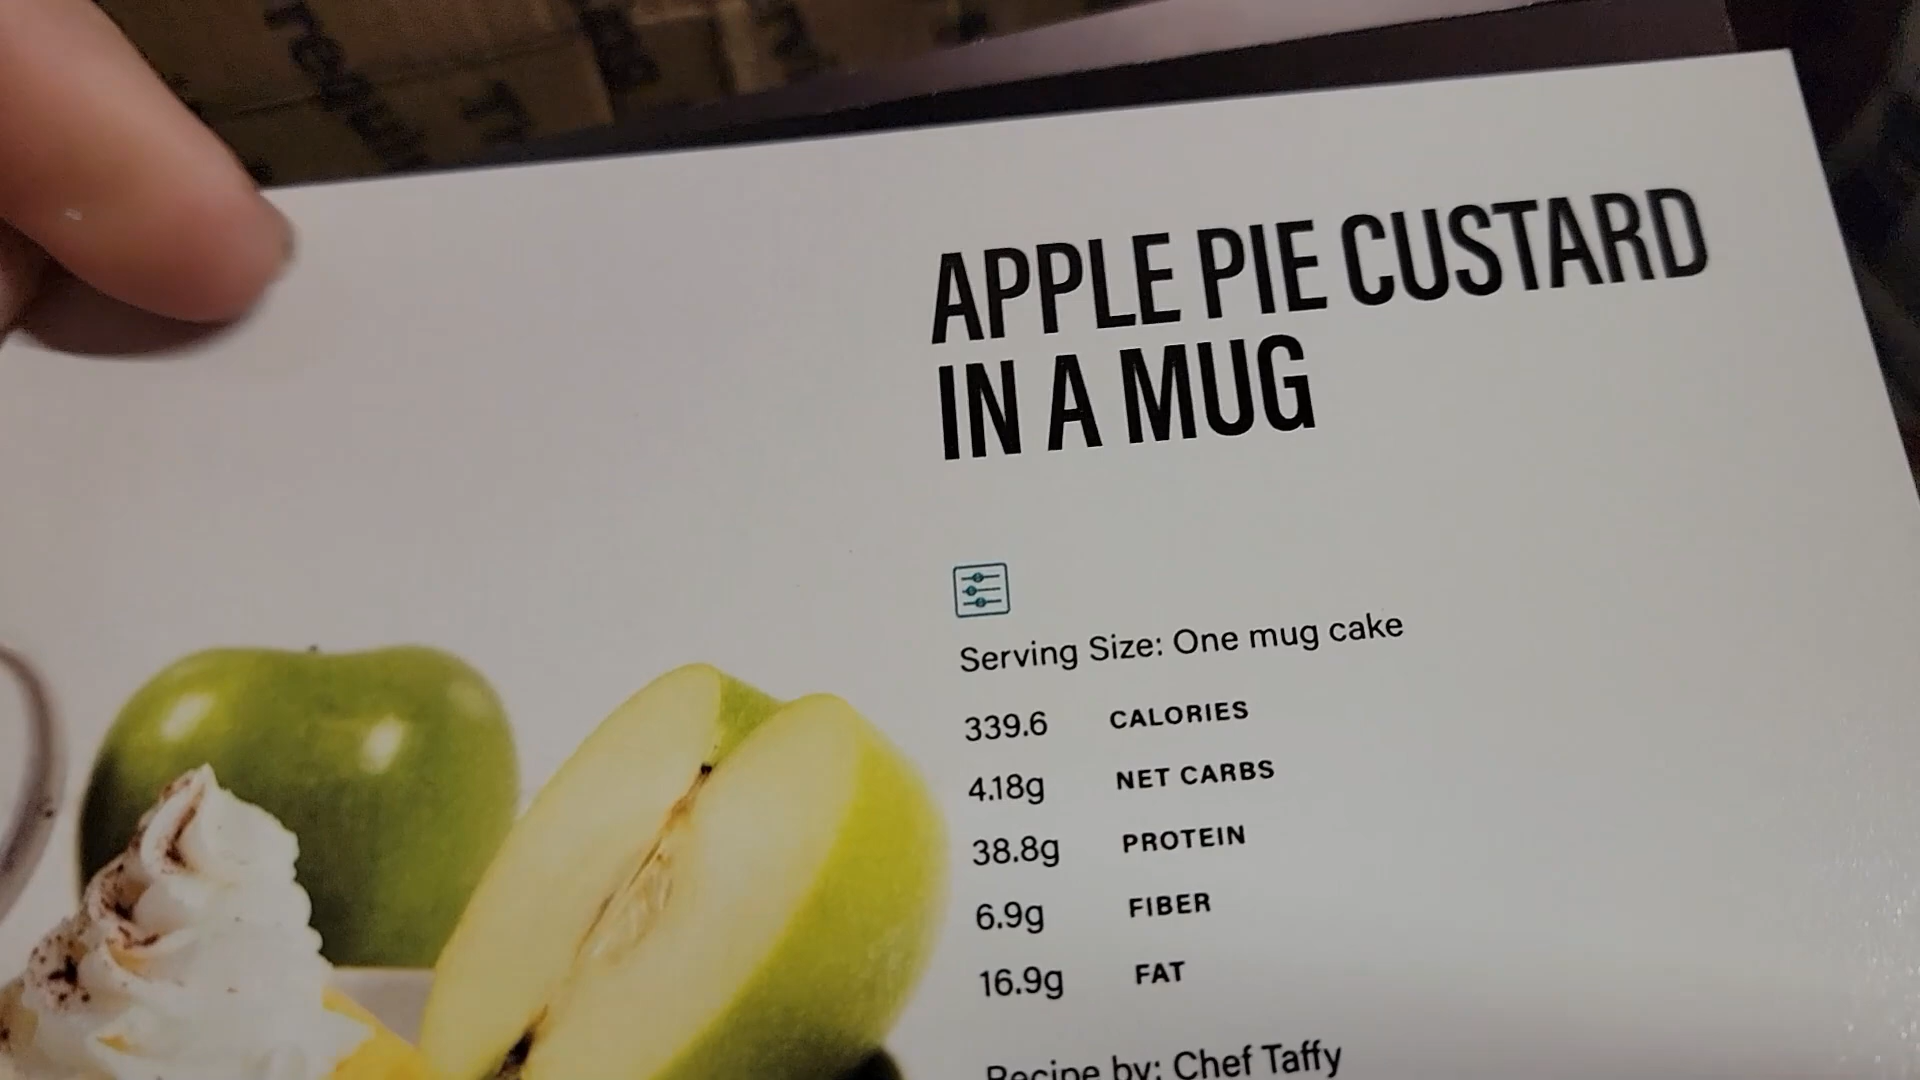 APPLE PIE CUSTARD
IN A MUG
Serving Size: One mug cake
339.6 CALORIES
4.18g NET CARBS
38.8g PROTEIN
6.9g FIBER
16.9g FAT
Recipe by: Chef Taffy